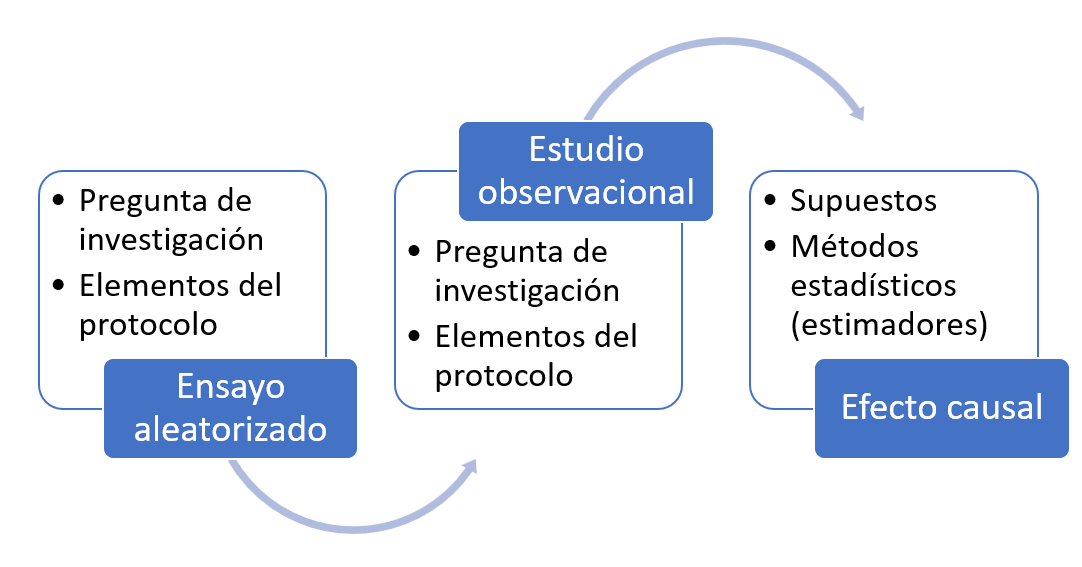 • Pregunta de
investigación
• Elementos del
protocolo
Ensayo
aleatorizado
Estudio
observacional
• Pregunta de
investigación
• Elementos del
protocolo
• Supuestos
• Métodos
estadísticos
(estimadores)
Efecto causal